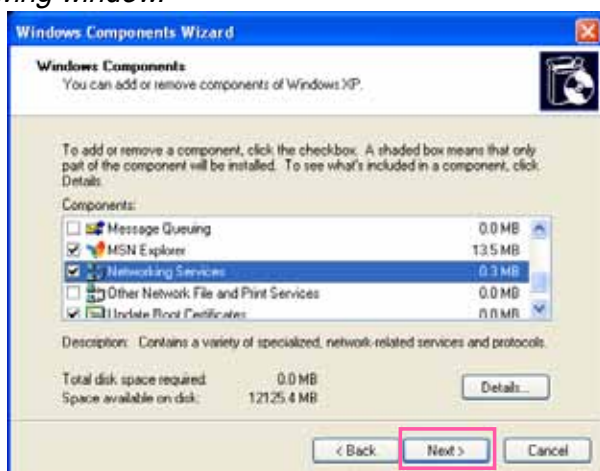 wing window
Windows Components Wizard
Windows Components
You can add or remove components of Windows XP.
To add or remove a component, click the checkbox. A shaded box means that only
part of the component will be installed. To see what's included in a component, click
Details.
Components:
Message Queuing 0.0 MB
MSN Explorer 13.5 MB
Networking Services 0.3 MB
Other Network File and Print Services 0.0 MB
Update Root Certificates 0.0 MB
Description: Contains a variety of specialized, network-related services and protocols.
Total disk space required: 0.0 MB
Space available on disk: 12125.4 MB
Details...
< Back Next > Cancel